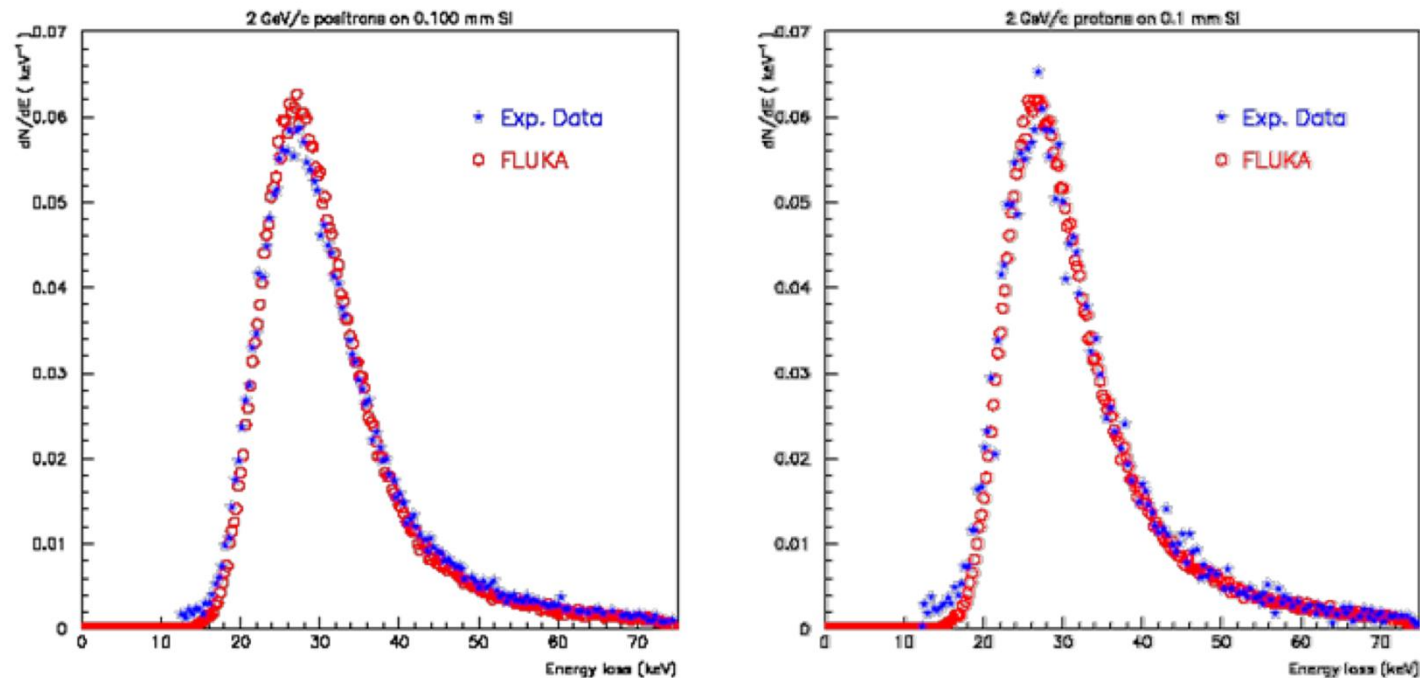 2 GeV/c positrons on 0.100 mm Si
dN/dE ( keV⁻¹ )
0.07
0.06
0.05
0.04
0.03
0.02
0.01
0
Exp. Data
FLUKA
0 10 20 30 40 50 60 70
Energy loss (keV)
2 GeV/c protons on 0.1 mm Si
dN/dE ( keV⁻¹ )
0.07
0.06
0.05
0.04
0.03
0.02
0.01
0
Exp. Data
FLUKA
0 10 20 30 40 50 60 70
Energy loss (keV)